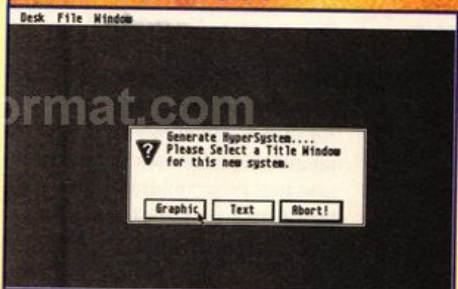 Desk File Window
ormat.com
Generate HyperSystem....
Please Select a Title Window
for this new system.
Graphic Text Abort!